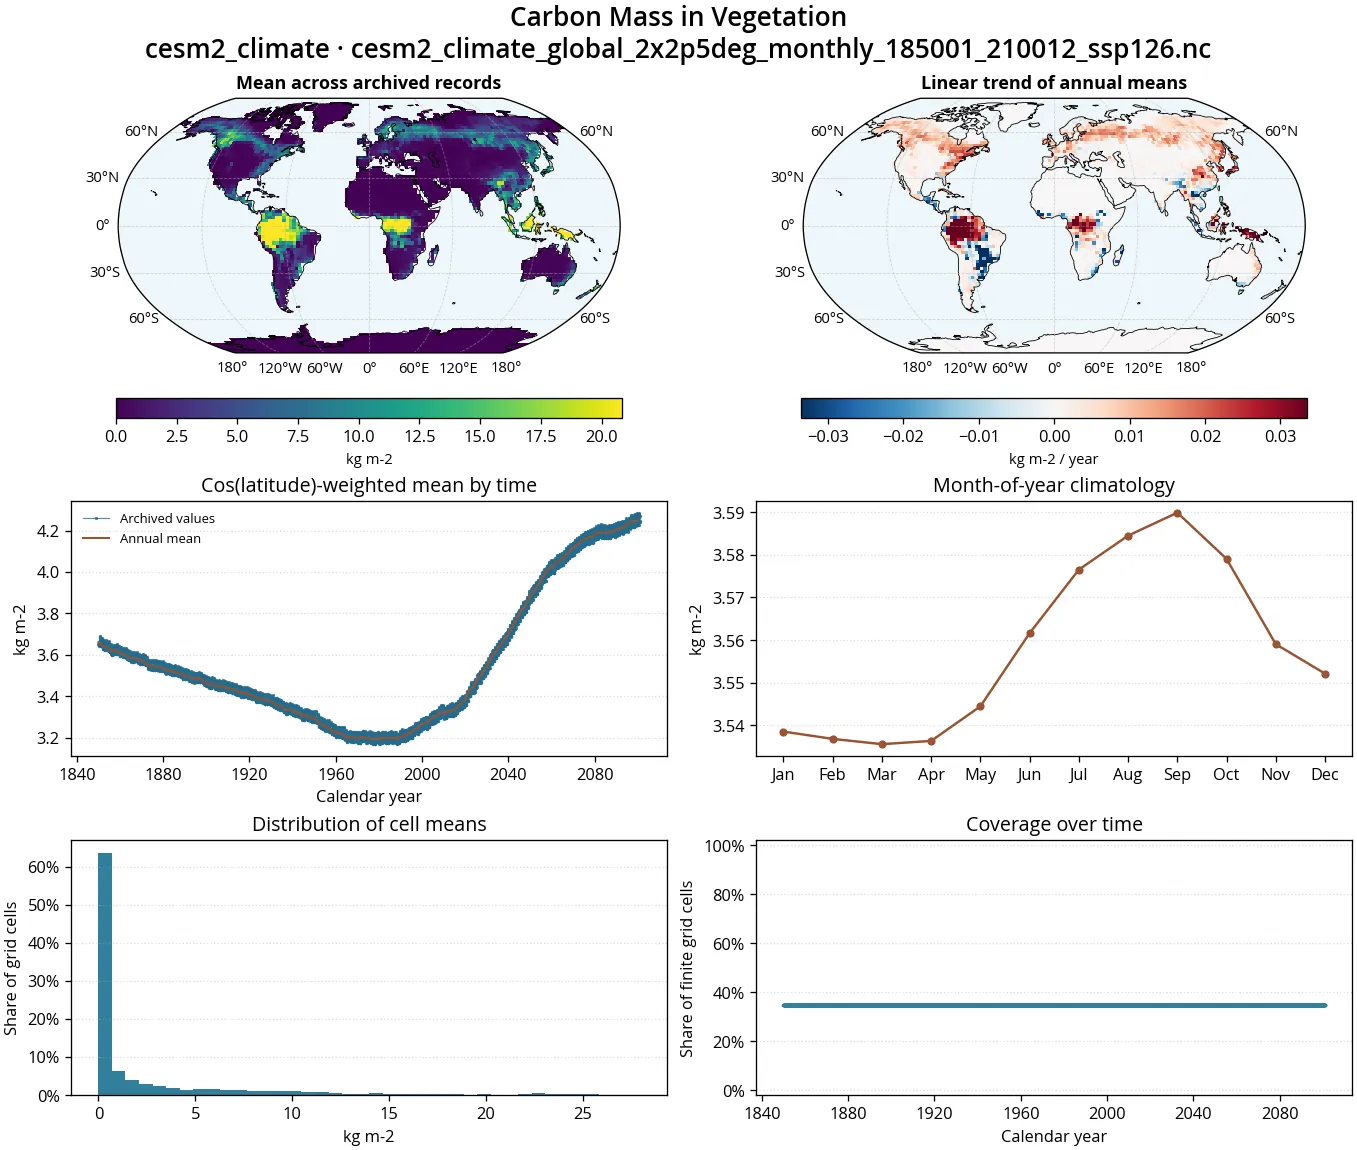 Carbon Mass in Vegetation
cesm2_climate · cesm2_climate_global_2x2p5deg_monthly_185001_210012_ssp126.nc
Mean across archived records
60°N
60°N
30°N
0°
30°S
60°S
60°S
180° 120°W 60°W 0° 60°E 120°E 180°
0.0 2.5 5.0 7.5 10.0 12.5 15.0 17.5 20.0
kg m-2
Linear trend of annual means
60°N
60°N
30°N
0°
30°S
60°S
60°S
180° 120°W 60°W 0° 60°E 120°E 180°
−0.03 −0.02 −0.01 0.00 0.01 0.02 0.03
kg m-2 / year
Cos(latitude)-weighted mean by time
Archived values
Annual mean
4.2
4.0
3.8
3.6
3.4
3.2
kg m-2
1840 1880 1920 1960 2000 2040 2080
Calendar year
Month-of-year climatology
3.59
3.58
3.57
3.56
3.55
3.54
kg m-2
Jan Feb Mar Apr May Jun Jul Aug Sep Oct Nov Dec
Distribution of cell means
60%
50%
40%
30%
20%
10%
0%
Share of grid cells
0 5 10 15 20 25
kg m-2
Coverage over time
100%
80%
60%
40%
20%
0%
Share of finite grid cells
1840 1880 1920 1960 2000 2040 2080
Calendar year